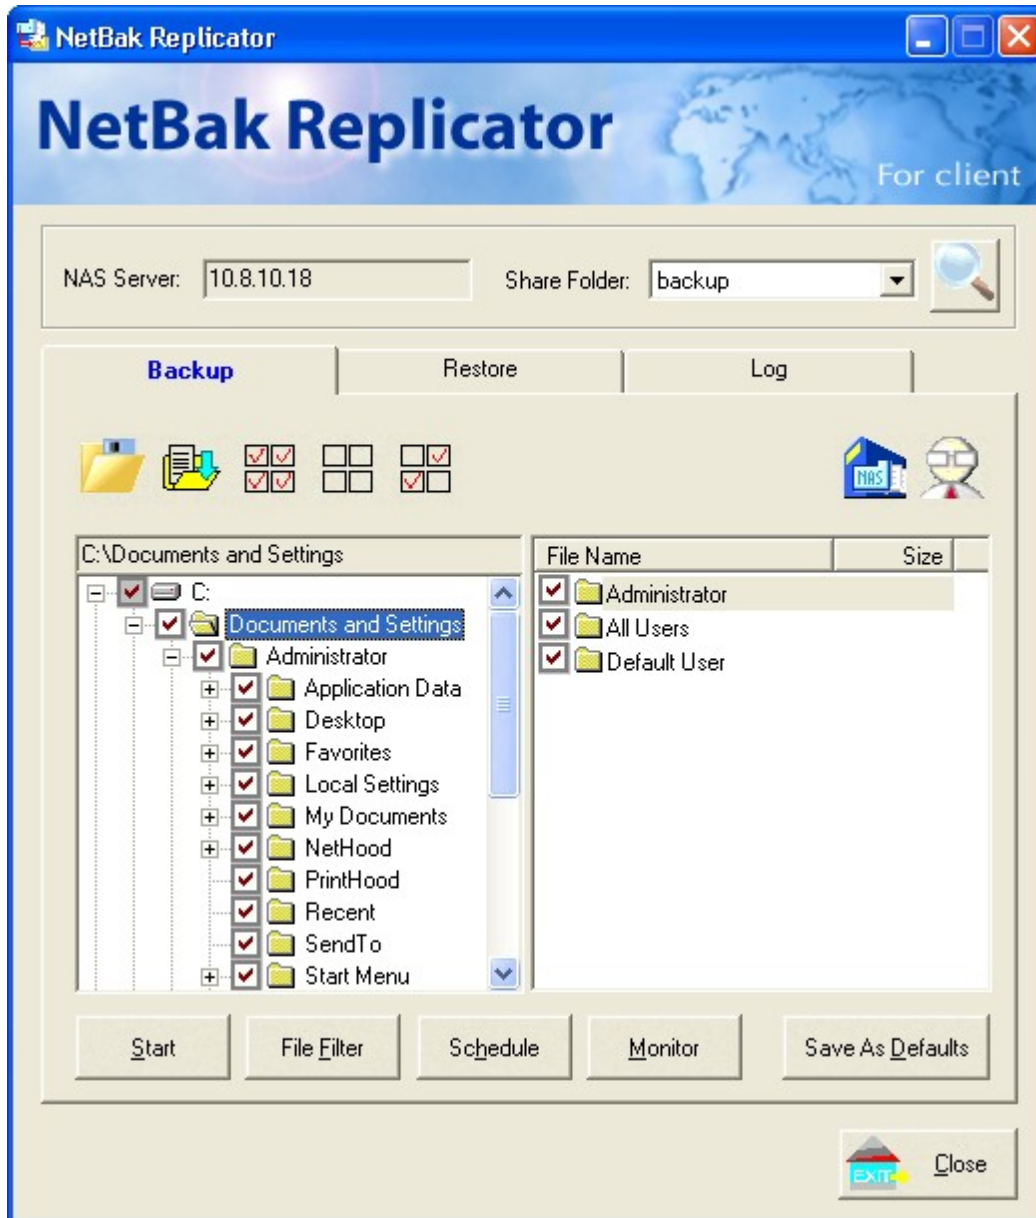 NetBak Replicator
NetBak Replicator
For client
NAS Server: 10.8.10.18 Share Folder: backup
Backup Restore Log
NAS
C:\Documents and Settings
C:
Documents and Settings
Administrator
Application Data
Desktop
Favorites
Local Settings
My Documents
NetHood
PrintHood
Recent
SendTo
Start Menu
File Name Size
Administrator
All Users
Default User
Start File Filter Schedule Monitor Save As Defaults
EXIT Close